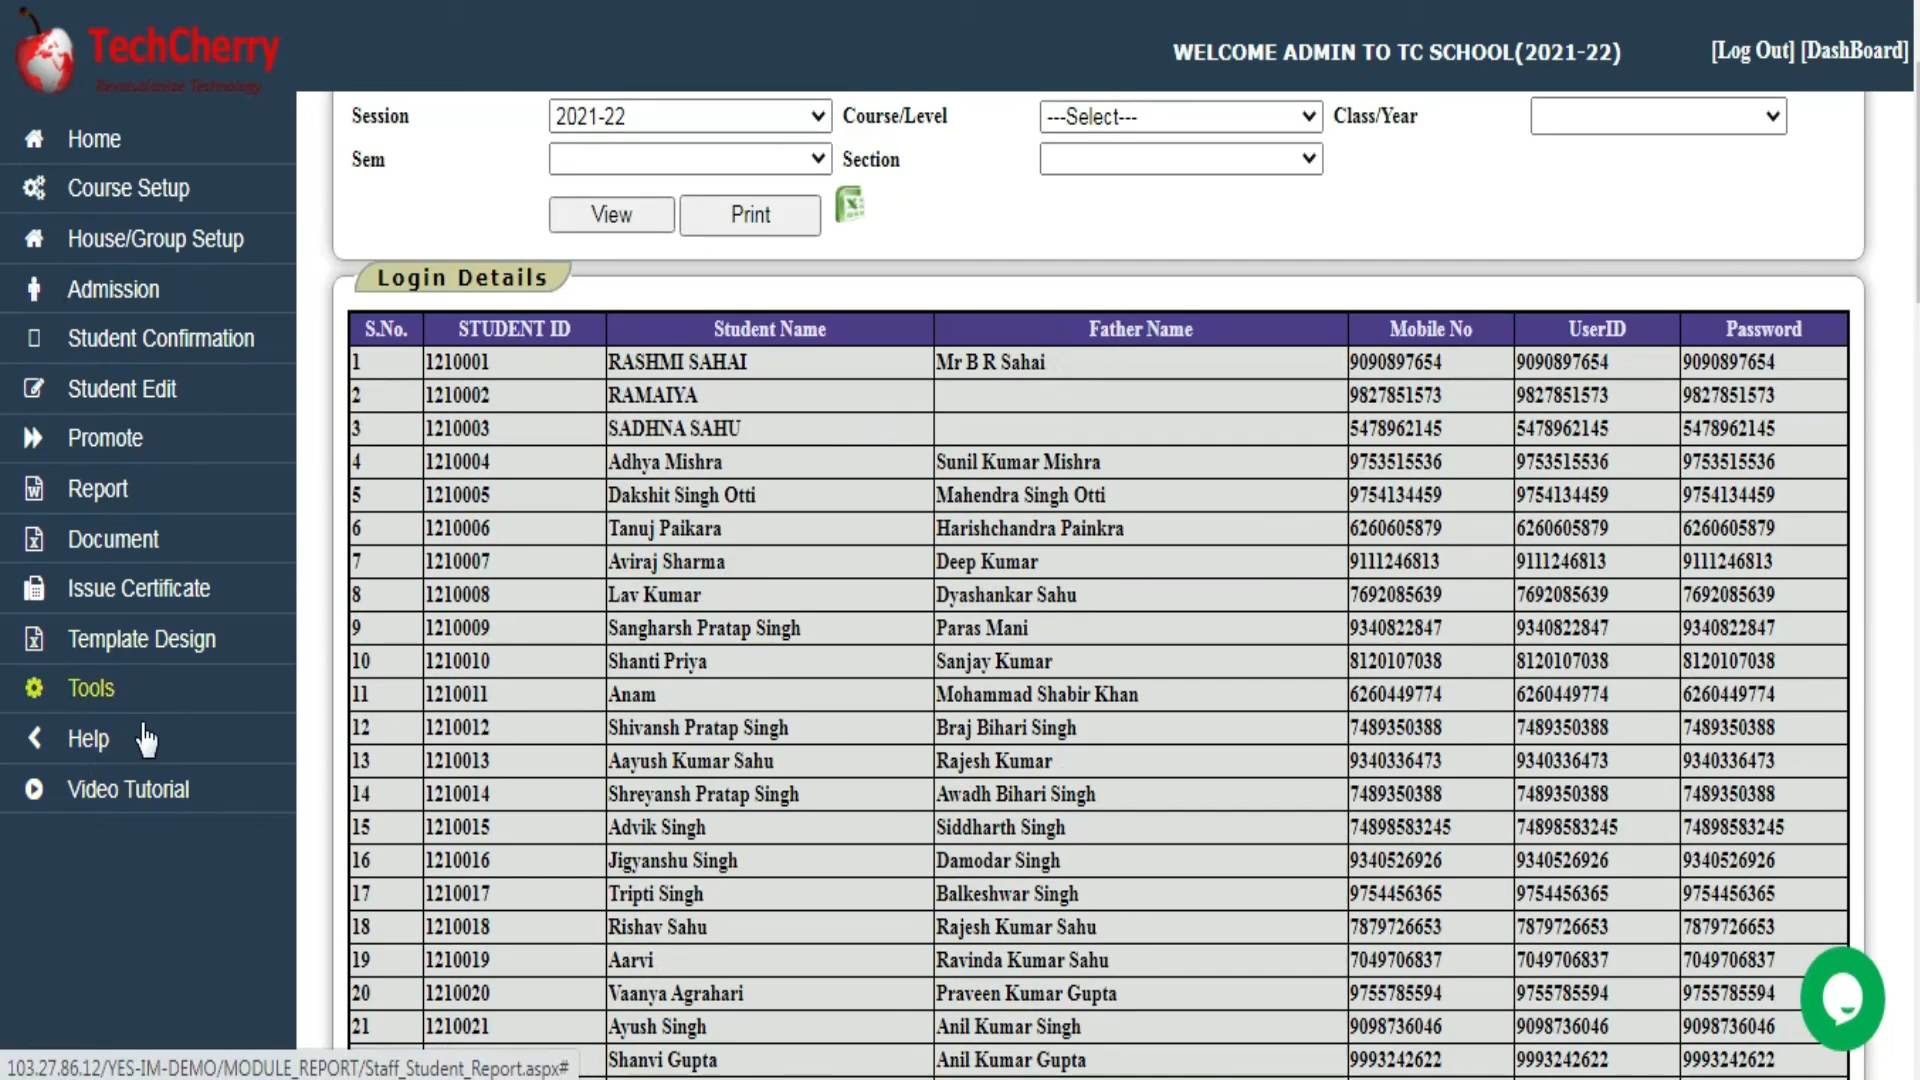 TechCherry
Revolutionize Technology
WELCOME ADMIN TO TC SCHOOL(2021-22)
[Log Out] [DashBoard]
Home
Course Setup
House/Group Setup
Admission
Student Confirmation
Student Edit
Promote
Report
Document
Issue Certificate
Template Design
Tools
Help
Video Tutorial
Session 2021-22 Course/Level ---Select--- Class/Year
Sem Section
View Print
Login Details
S.No. STUDENT ID Student Name Father Name Mobile No UserID Password
1 1210001 RASHMI SAHAI Mr B R Sahai 9090897654 9090897654 9090897654
2 1210002 RAMAIYA 9827851573 9827851573 9827851573
3 1210003 SADHNA SAHU 5478962145 5478962145 5478962145
4 1210004 Adhya Mishra Sunil Kumar Mishra 9753515536 9753515536 9753515536
5 1210005 Dakshit Singh Otti Mahendra Singh Otti 9754134459 9754134459 9754134459
6 1210006 Tanuj Paikara Harishchandra Painkra 6260605879 6260605879 6260605879
7 1210007 Aviraj Sharma Deep Kumar 9111246813 9111246813 9111246813
8 1210008 Lav Kumar Dyashankar Sahu 7692085639 7692085639 7692085639
9 1210009 Sangharsh Pratap Singh Paras Mani 9340822847 9340822847 9340822847
10 1210010 Shanti Priya Sanjay Kumar 8120107038 8120107038 8120107038
11 1210011 Anam Mohammad Shabir Khan 6260449774 6260449774 6260449774
12 1210012 Shivansh Pratap Singh Braj Bihari Singh 7489350388 7489350388 7489350388
13 1210013 Aayush Kumar Sahu Rajesh Kumar 9340336473 9340336473 9340336473
14 1210014 Shreyansh Pratap Singh Awadh Bihari Singh 7489350388 7489350388 7489350388
15 1210015 Advik Singh Siddharth Singh 74898583245 74898583245 74898583245
16 1210016 Jigyanshu Singh Damodar Singh 9340526926 9340526926 9340526926
17 1210017 Tripti Singh Balkeshwar Singh 9754456365 9754456365 9754456365
18 1210018 Rishav Sahu Rajesh Kumar Sahu 7879726653 7879726653 7879726653
19 1210019 Aarvi Ravinda Kumar Sahu 7049706837 7049706837 7049706837
20 1210020 Vaanya Agrahari Praveen Kumar Gupta 9755785594 9755785594 9755785594
21 1210021 Ayush Singh Anil Kumar Singh 9098736046 9098736046 9098736046
Shanvi Gupta Anil Kumar Gupta 9993242622 9993242622 9993242622
103.27.86.12/YES-IM-DEMO/MODULE_REPORT/Staff_Student_Report.aspx#